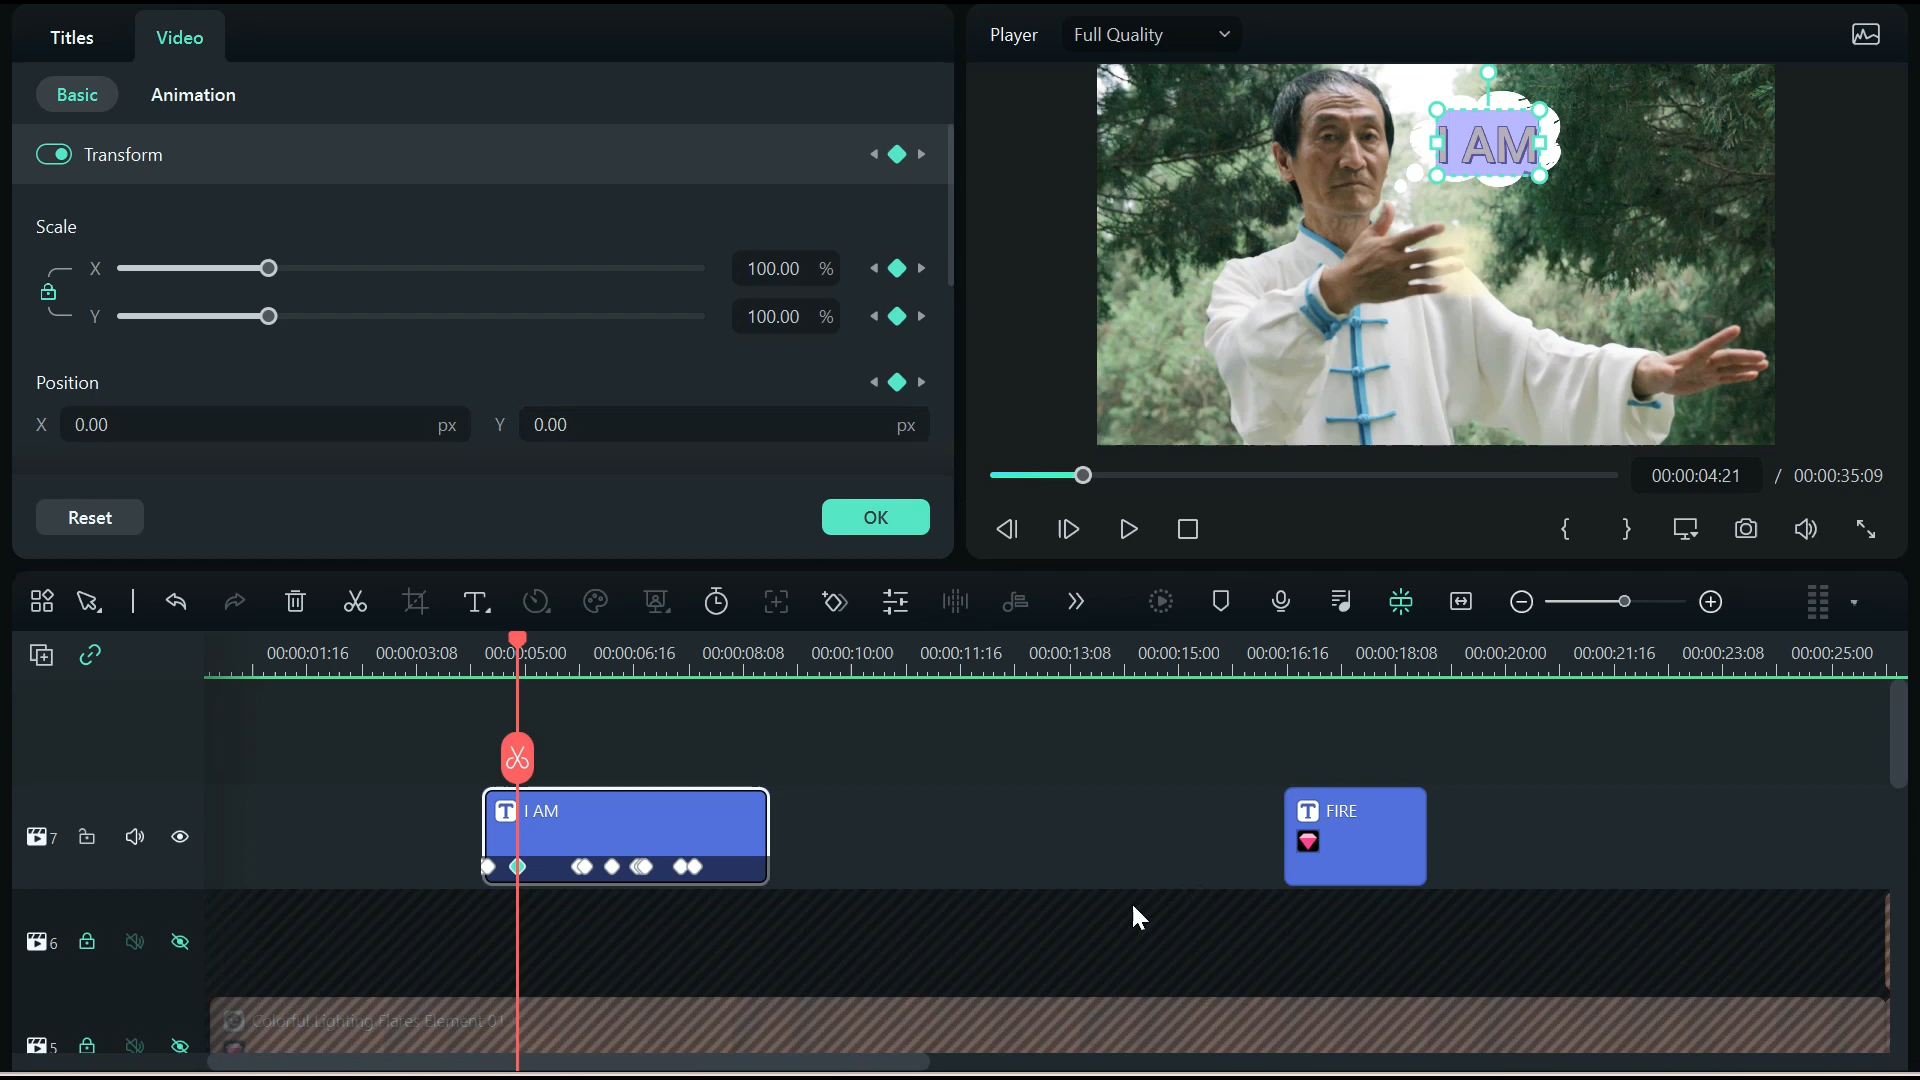 Titles
Video
Player
Full Quality
Basic
Animation
Transform
I AM
Scale
X
100.00 %
Y
100.00 %
Position
X 0.00 px Y 0.00 px
00:00:04:21 / 00:00:35:09
Reset
OK
00:00:01:16 00:00:03:08 00:00:05:00 00:00:06:16 00:00:08:08 00:00:10:00 00:00:11:16 00:00:13:08 00:00:15:00 00:00:16:16 00:00:18:08 00:00:20:00 00:00:21:16 00:00:23:08 00:00:25:00
T I AM
T FIRE
7
6
Colorful Lighting Flares Element 01
5